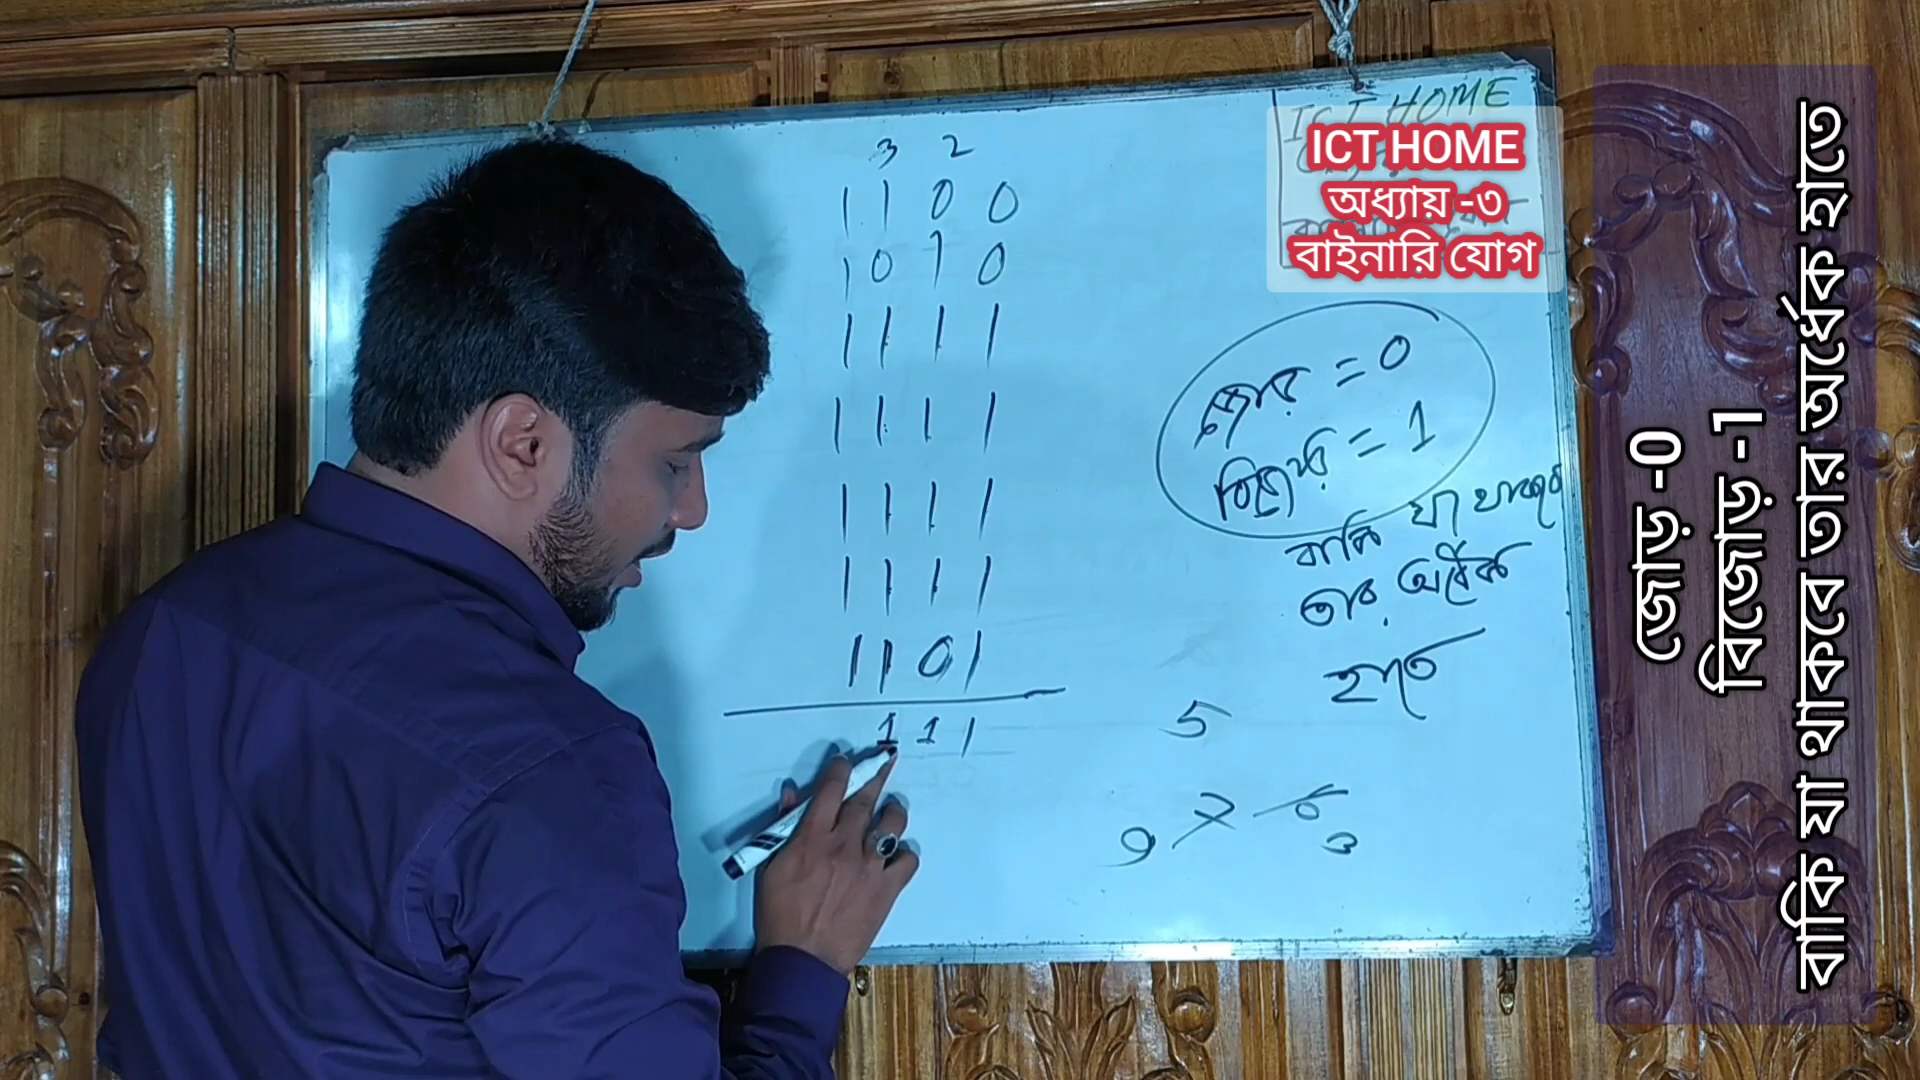 3 2
1 1 0 0
1 0 1 0
1 1 1 1
1 1 1 1
1 1 1 1
1 1 1 1
1 1 0 1
1 1 1
ICT HOME
ICT HOME
অধ্যায় -৩
বাইনারি যোগ
জোর = 0
বিজোর = 1
বাকি যা থাকবে
তার অর্ধেক
হাতে
5
জোড় -0
বিজোড় -1
বাকি যা থাকবে তার অর্ধেক হাতে